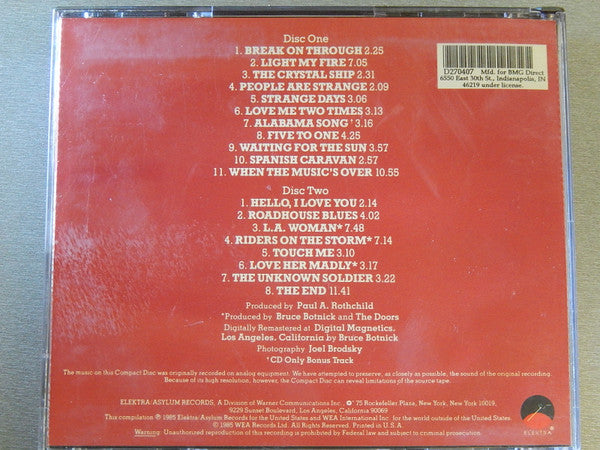 Disc One
1. BREAK ON THROUGH 2.25
2. LIGHT MY FIRE 7.05
3. THE CRYSTAL SHIP 2.31
4. PEOPLE ARE STRANGE 2.09
5. STRANGE DAYS 3.06
6. LOVE ME TWO TIMES 3.13
7. ALABAMA SONG † 3.16
8. FIVE TO ONE 4.25
9. WAITING FOR THE SUN 3.57
10. SPANISH CARAVAN 2.57
11. WHEN THE MUSIC'S OVER 10.55
D270407 Mfd. for BMG Direct
6550 East 30th St., Indianapolis, IN
46219 under license.
Disc Two
1. HELLO, I LOVE YOU 2.14
2. ROADHOUSE BLUES 4.02
3. L.A. WOMAN* 7.48
4. RIDERS ON THE STORM* 7.14
5. TOUCH ME 3.10
6. LOVE HER MADLY* 3.17
7. THE UNKNOWN SOLDIER 3.22
8. THE END 11.41
Produced by Paul A. Rothchild
*Produced by Bruce Botnick and The Doors
Digitally Remastered at Digital Magnetics,
Los Angeles, California by Bruce Botnick
Photography Joel Brodsky
†CD Only Bonus Track
The music on this Compact Disc was originally recorded on analog equipment. We have attempted to preserve, as closely as possible, the sound of the original recording.
Because of its high resolution, however, the Compact Disc can reveal limitations of the source tape.
ELEKTRA/ASYLUM RECORDS, A Division of Warner Communications Inc. 75 Rockefeller Plaza, New York, New York 10019,
9229 Sunset Boulevard, Los Angeles, California 90069
This compilation ℗ 1985 Elektra/Asylum Records for the United States and WEA International Inc. for the world outside of the United States.
© 1985 WEA Records Ltd. All Rights Reserved. Printed in U.S.A.
Warning: Unauthorized reproduction of this recording is prohibited by Federal law and subject to criminal prosecution.
ELEKTRA